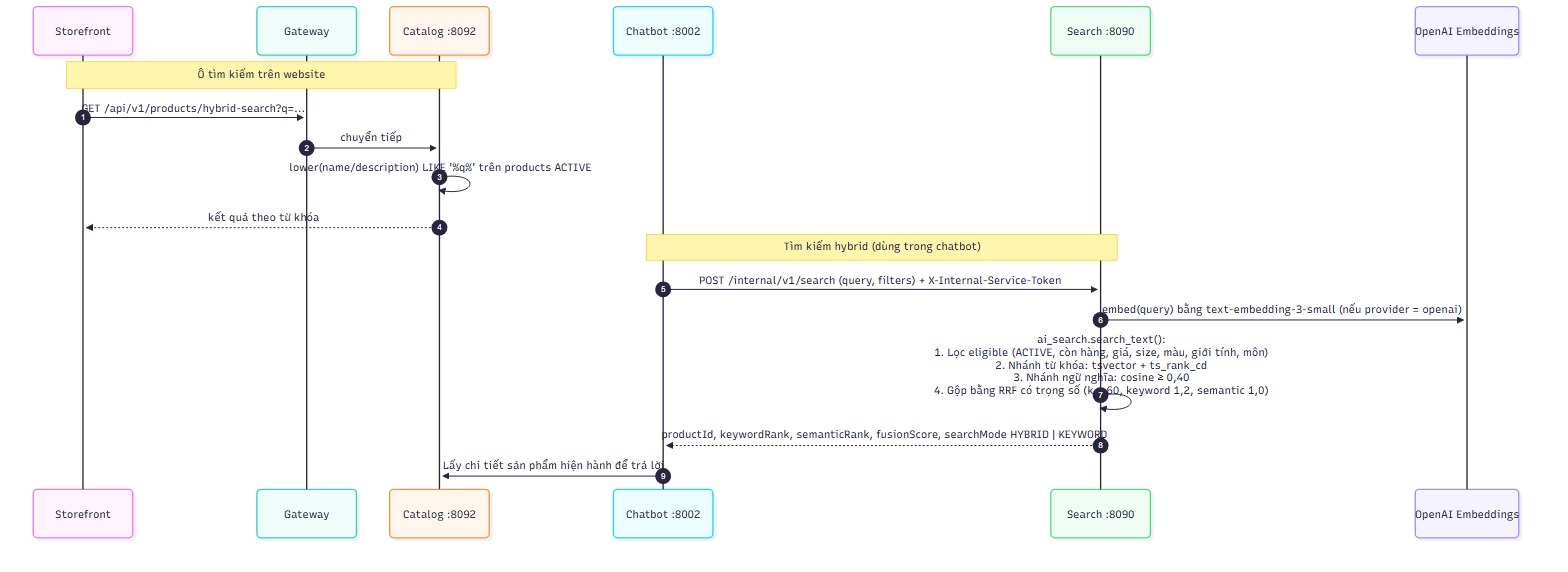 Storefront
Gateway
Catalog :8092
Chatbot :8002
Search :8090
OpenAI Embeddings
Ô tìm kiếm trên website
GET /api/v1/products/hybrid-search?q=...
1
chuyển tiếp
2
lower(name/description) LIKE '%q%' trên products ACTIVE
3
kết quả theo từ khóa
4
Tìm kiếm hybrid (dùng trong chatbot)
POST /internal/v1/search (query, filters) + X-Internal-Service-Token
5
embed(query) bằng text-embedding-3-small (nếu provider = openai)
6
ai_search.search_text():
1. Lọc eligible (ACTIVE, còn hàng, giá, size, màu, giới tính, môn)
2. Nhánh từ khóa: tsvector + ts_rank_cd
3. Nhánh ngữ nghĩa: cosine ≥ 0,40
4. Gộp bằng RRF có trọng số (k=60, keyword 1,2, semantic 1,0)
7
productId, keywordRank, semanticRank, fusionScore, searchMode HYBRID | KEYWORD
8
Lấy chi tiết sản phẩm hiện hành để trả lời
9
Storefront
Gateway
Catalog :8092
Chatbot :8002
Search :8090
OpenAI Embeddings